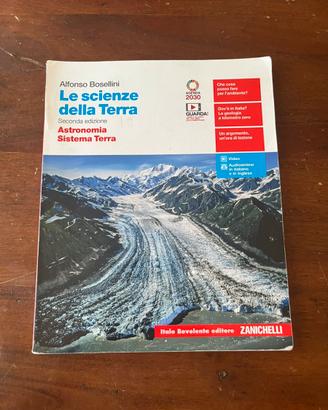 Alfonso Bosellini
Le scienze
della Terra
Seconda edizione
Astronomia
Sistema Terra
AGENDA
2030
GUARDA!
Che cosa
posso fare
per l'ambiente?
Dov'è in Italia?
La geologia
a kilometro zero
Un argomento,
un'ora di lezione
Video
Audiosintesi
in italiano
e in inglese
Italo Bovolenta editore ZANICHELLI